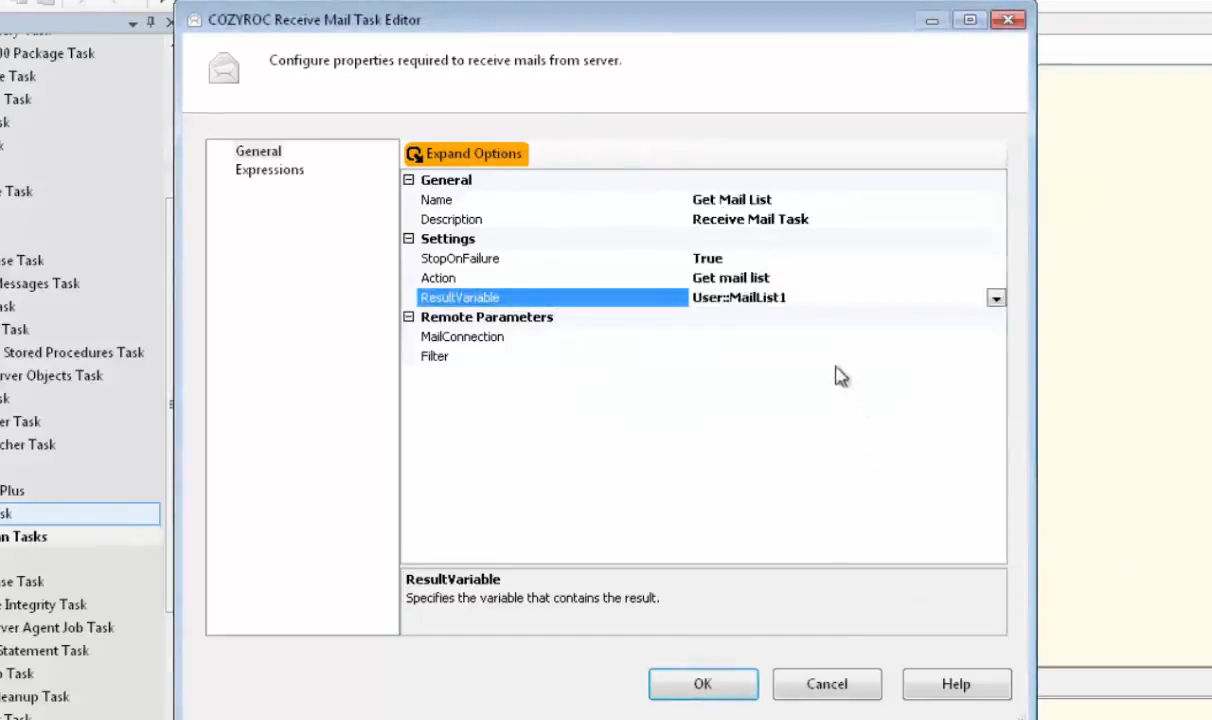 COZYROC Receive Mail Task Editor
Configure properties required to receive mails from server.
General
Expressions
Expand Options
General
Name Get Mail List
Description Receive Mail Task
Settings
StopOnFailure True
Action Get mail list
ResultVariable User::MailList1
Remote Parameters
MailConnection
Filter
ResultVariable
Specifies the variable that contains the result.
OK Cancel Help
00 Package Task
e Task
Task
sk
k
e Task
se Task
Messages Task
ask
Task
Stored Procedures Task
rver Objects Task
sk
er Task
cher Task
Plus
sk
n Tasks
se Task
e Integrity Task
ver Agent Job Task
Statement Task
o Task
leanup Task